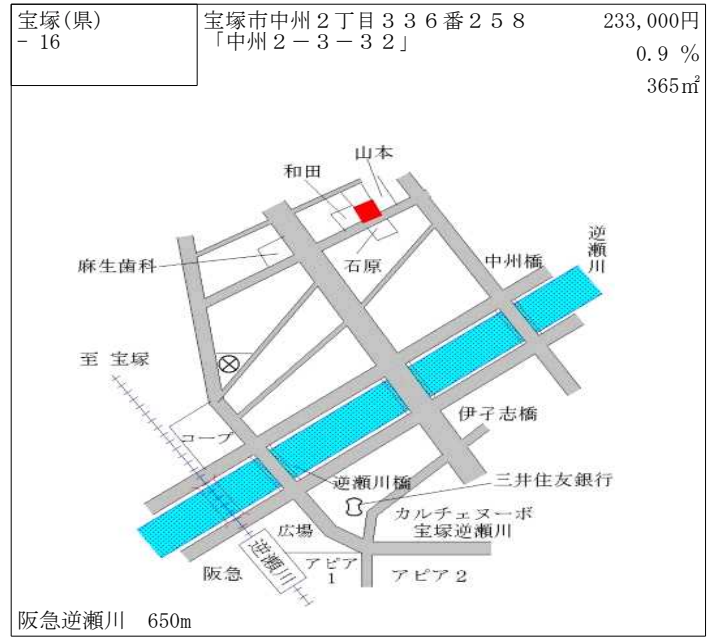 宝塚(県)
- 16
宝塚市中州２丁目３３６番２５８
「中州２－３－３２」
233,000円
0.9 %
365㎡
山本
和田
麻生歯科
石原
中州橋
逆瀬川
至 宝塚
コープ
伊孑志橋
逆瀬川橋
三井住友銀行
カルチェヌーボ
宝塚逆瀬川
広場
逆瀬川
阪急
アピア
1
アピア２
阪急逆瀬川　650m